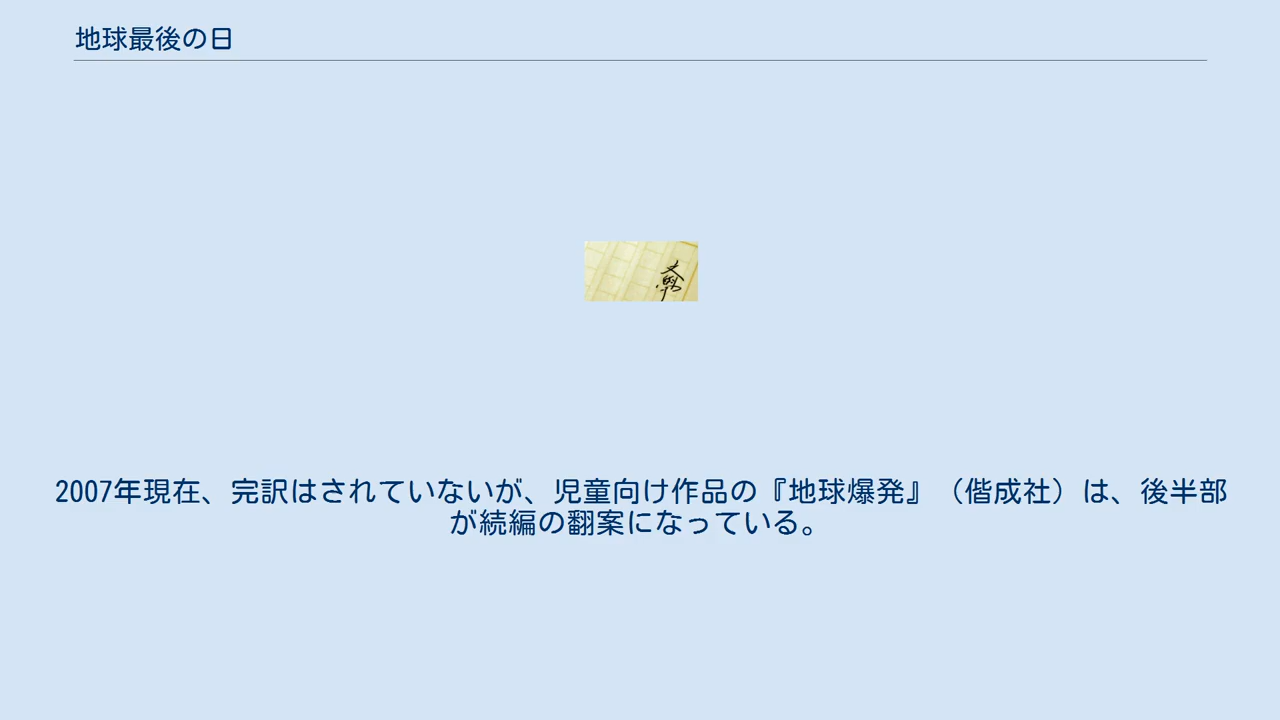 地球最後の日
2007年現在、完訳はされていないが、児童向け作品の『地球爆発』（偕成社）は、後半部
が続編の翻案になっている。